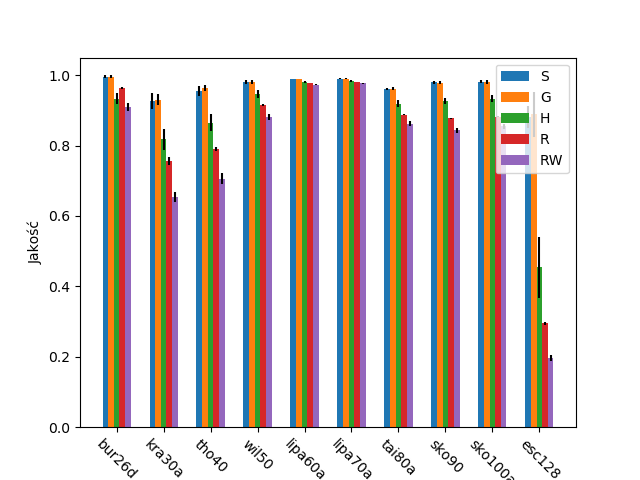 1.0
0.8
0.6
0.4
0.2
0.0
Jakość
S
G
H
R
RW
bur26d
kra30a
tho40
wil50
lipa60a
lipa70a
tai80a
sko90
sko100a
esc128